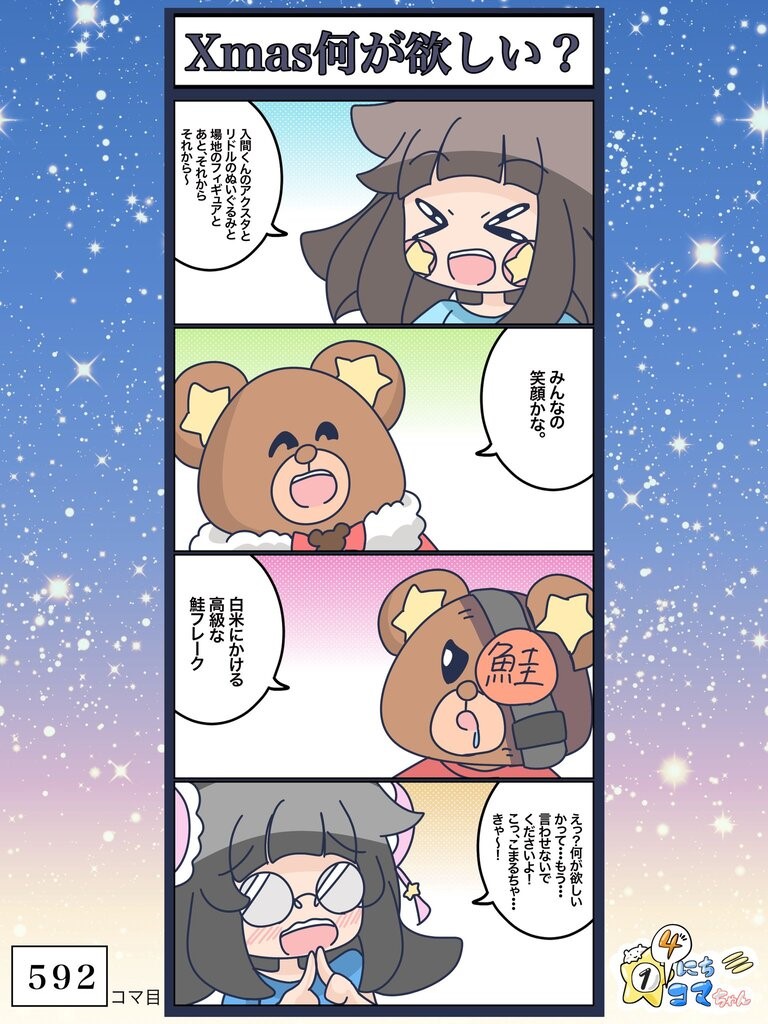 Xmas何が欲しい？
入間くんのアクスタと
リドルのぬいぐるみと
場地のフィギュアと
あと、それから
それから〜
みんなの
笑顔かな。
白米にかける
高級な
鮭フレーク
鮭
えっ？何が欲しい
かって・・・もう・・・
言わせないで
くださいよ！
こっ、こまるちゃ・・・
きゃ〜！
592
コマ目
1
にち
4
コマ
ちゃん